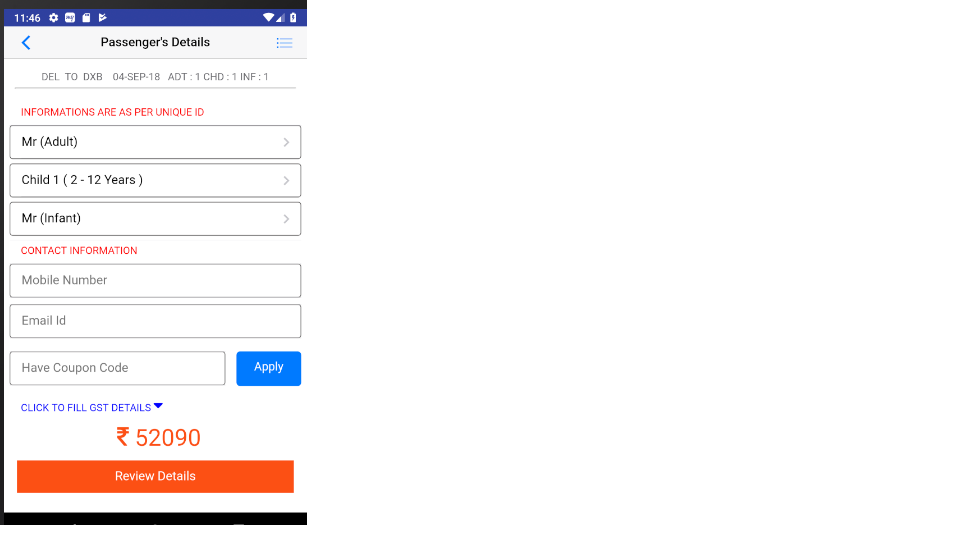 11:46
Passenger's Details
DEL TO DXB 04-SEP-18 ADT : 1 CHD : 1 INF : 1
INFORMATIONS ARE AS PER UNIQUE ID
Mr (Adult)
Child 1 ( 2 - 12 Years )
Mr (Infant)
CONTACT INFORMATION
Mobile Number
Email Id
Have Coupon Code
Apply
CLICK TO FILL GST DETAILS
₹ 52090
Review Details